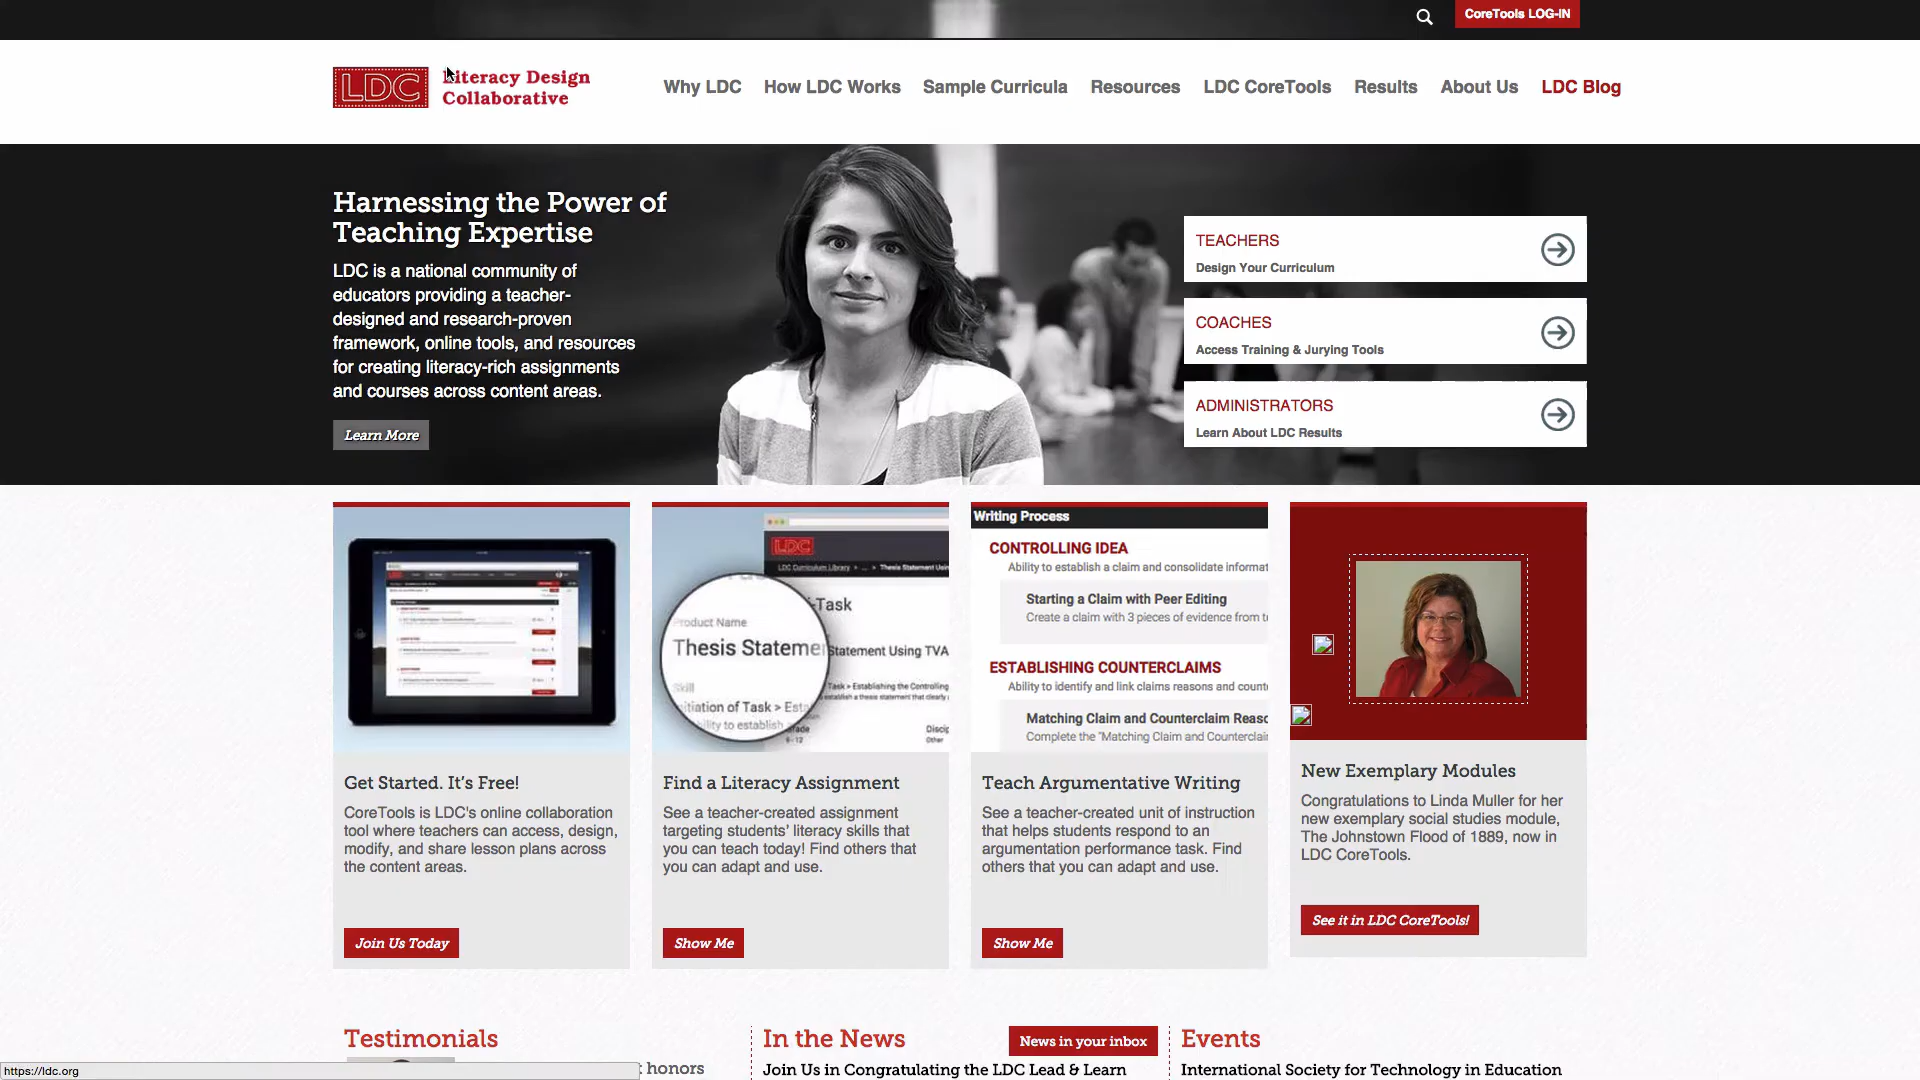 CoreTools LOG-IN
LDC
Literacy Design
Collaborative
Why LDC
How LDC Works
Sample Curricula
Resources
LDC CoreTools
Results
About Us
LDC Blog
Harnessing the Power of
Teaching Expertise
LDC is a national community of
educators providing a teacher-
designed and research-proven
framework, online tools, and resources
for creating literacy-rich assignments
and courses across content areas.
Learn More
TEACHERS
Design Your Curriculum
COACHES
Access Training & Jurying Tools
ADMINISTRATORS
Learn About LDC Results
Get Started. It's Free!
CoreTools is LDC's online collaboration
tool where teachers can access, design,
modify, and share lesson plans across
the content areas.
Join Us Today
LDC
LDC Curriculum Library > ... > Thesis Statement Usin
-Task
Product Name
Thesis Stateme
Statement Using TVA
Skill
Task > Establishing the Controlling
itiation of Task > Esta
bility to establish
Grade
6 - 12
Discip
Other
Find a Literacy Assignment
See a teacher-created assignment
targeting students' literacy skills that
you can teach today! Find others that
you can adapt and use.
Show Me
Writing Process
CONTROLLING IDEA
Ability to establish a claim and consolidate informat
Starting a Claim with Peer Editing
Create a claim with 3 pieces of evidence from t
ESTABLISHING COUNTERCLAIMS
Ability to identify and link claims reasons and count
Matching Claim and Counterclaim Reaso
Complete the "Matching Claim and Counterclai
Teach Argumentative Writing
See a teacher-created unit of instruction
that helps students respond to an
argumentation performance task. Find
others that you can adapt and use.
Show Me
New Exemplary Modules
Congratulations to Linda Muller for her
new exemplary social studies module,
The Johnstown Flood of 1889, now in
LDC CoreTools.
See it in LDC CoreTools!
Testimonials
honors
In the News
News in your inbox
Join Us in Congratulating the LDC Lead & Learn
Events
International Society for Technology in Education
https://ldc.org